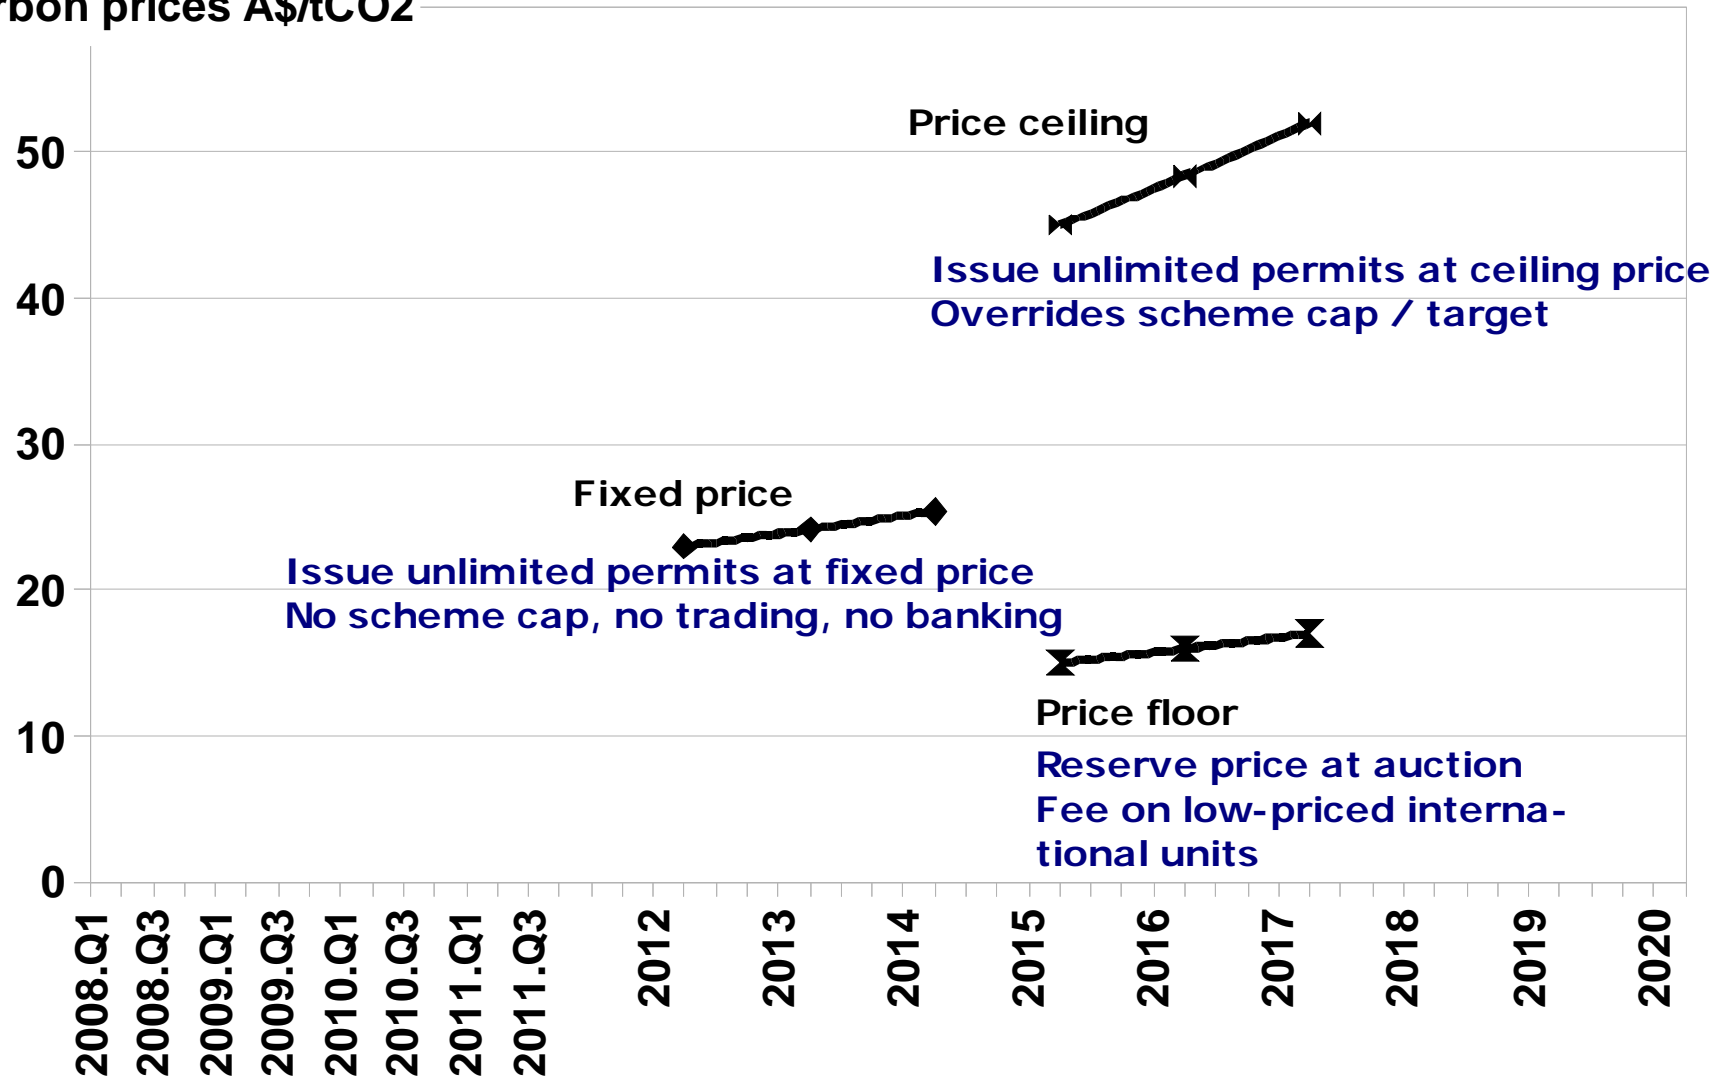 rbon prices A$/tCO2
Price ceiling
50
Issue unlimited permits at ceiling price
40
Overrides scheme cap / target
30
Fixed price
Issue unlimited permits at fixed price
20
No scheme cap, no trading, no banking
Price floor
10
Reserve price at auction
Fee on low-priced interna-
tional units
0
2008.Q1
2008.Q3
2009.Q1
2009.Q3
2010.Q1
2010.Q3
2011.Q1
2011.Q3
2012
2013
2014
2015
2016
2017
2018
2019
2020